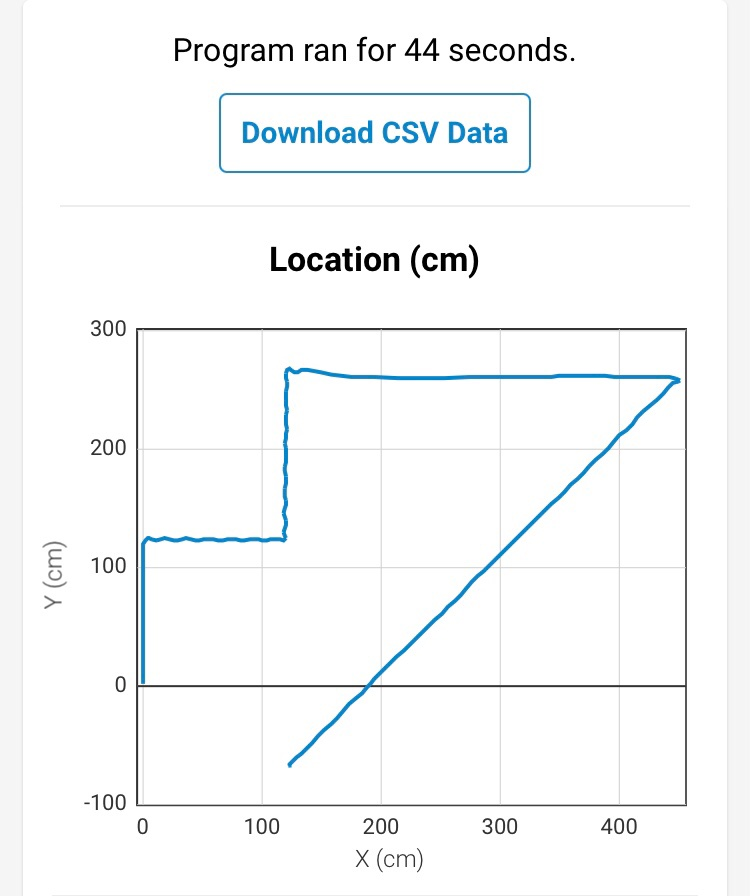 Program ran for 44 seconds.
Download CSV Data
Location (cm)
300
200
100
0
-100
Y (cm)
0 100 200 300 400
X (cm)